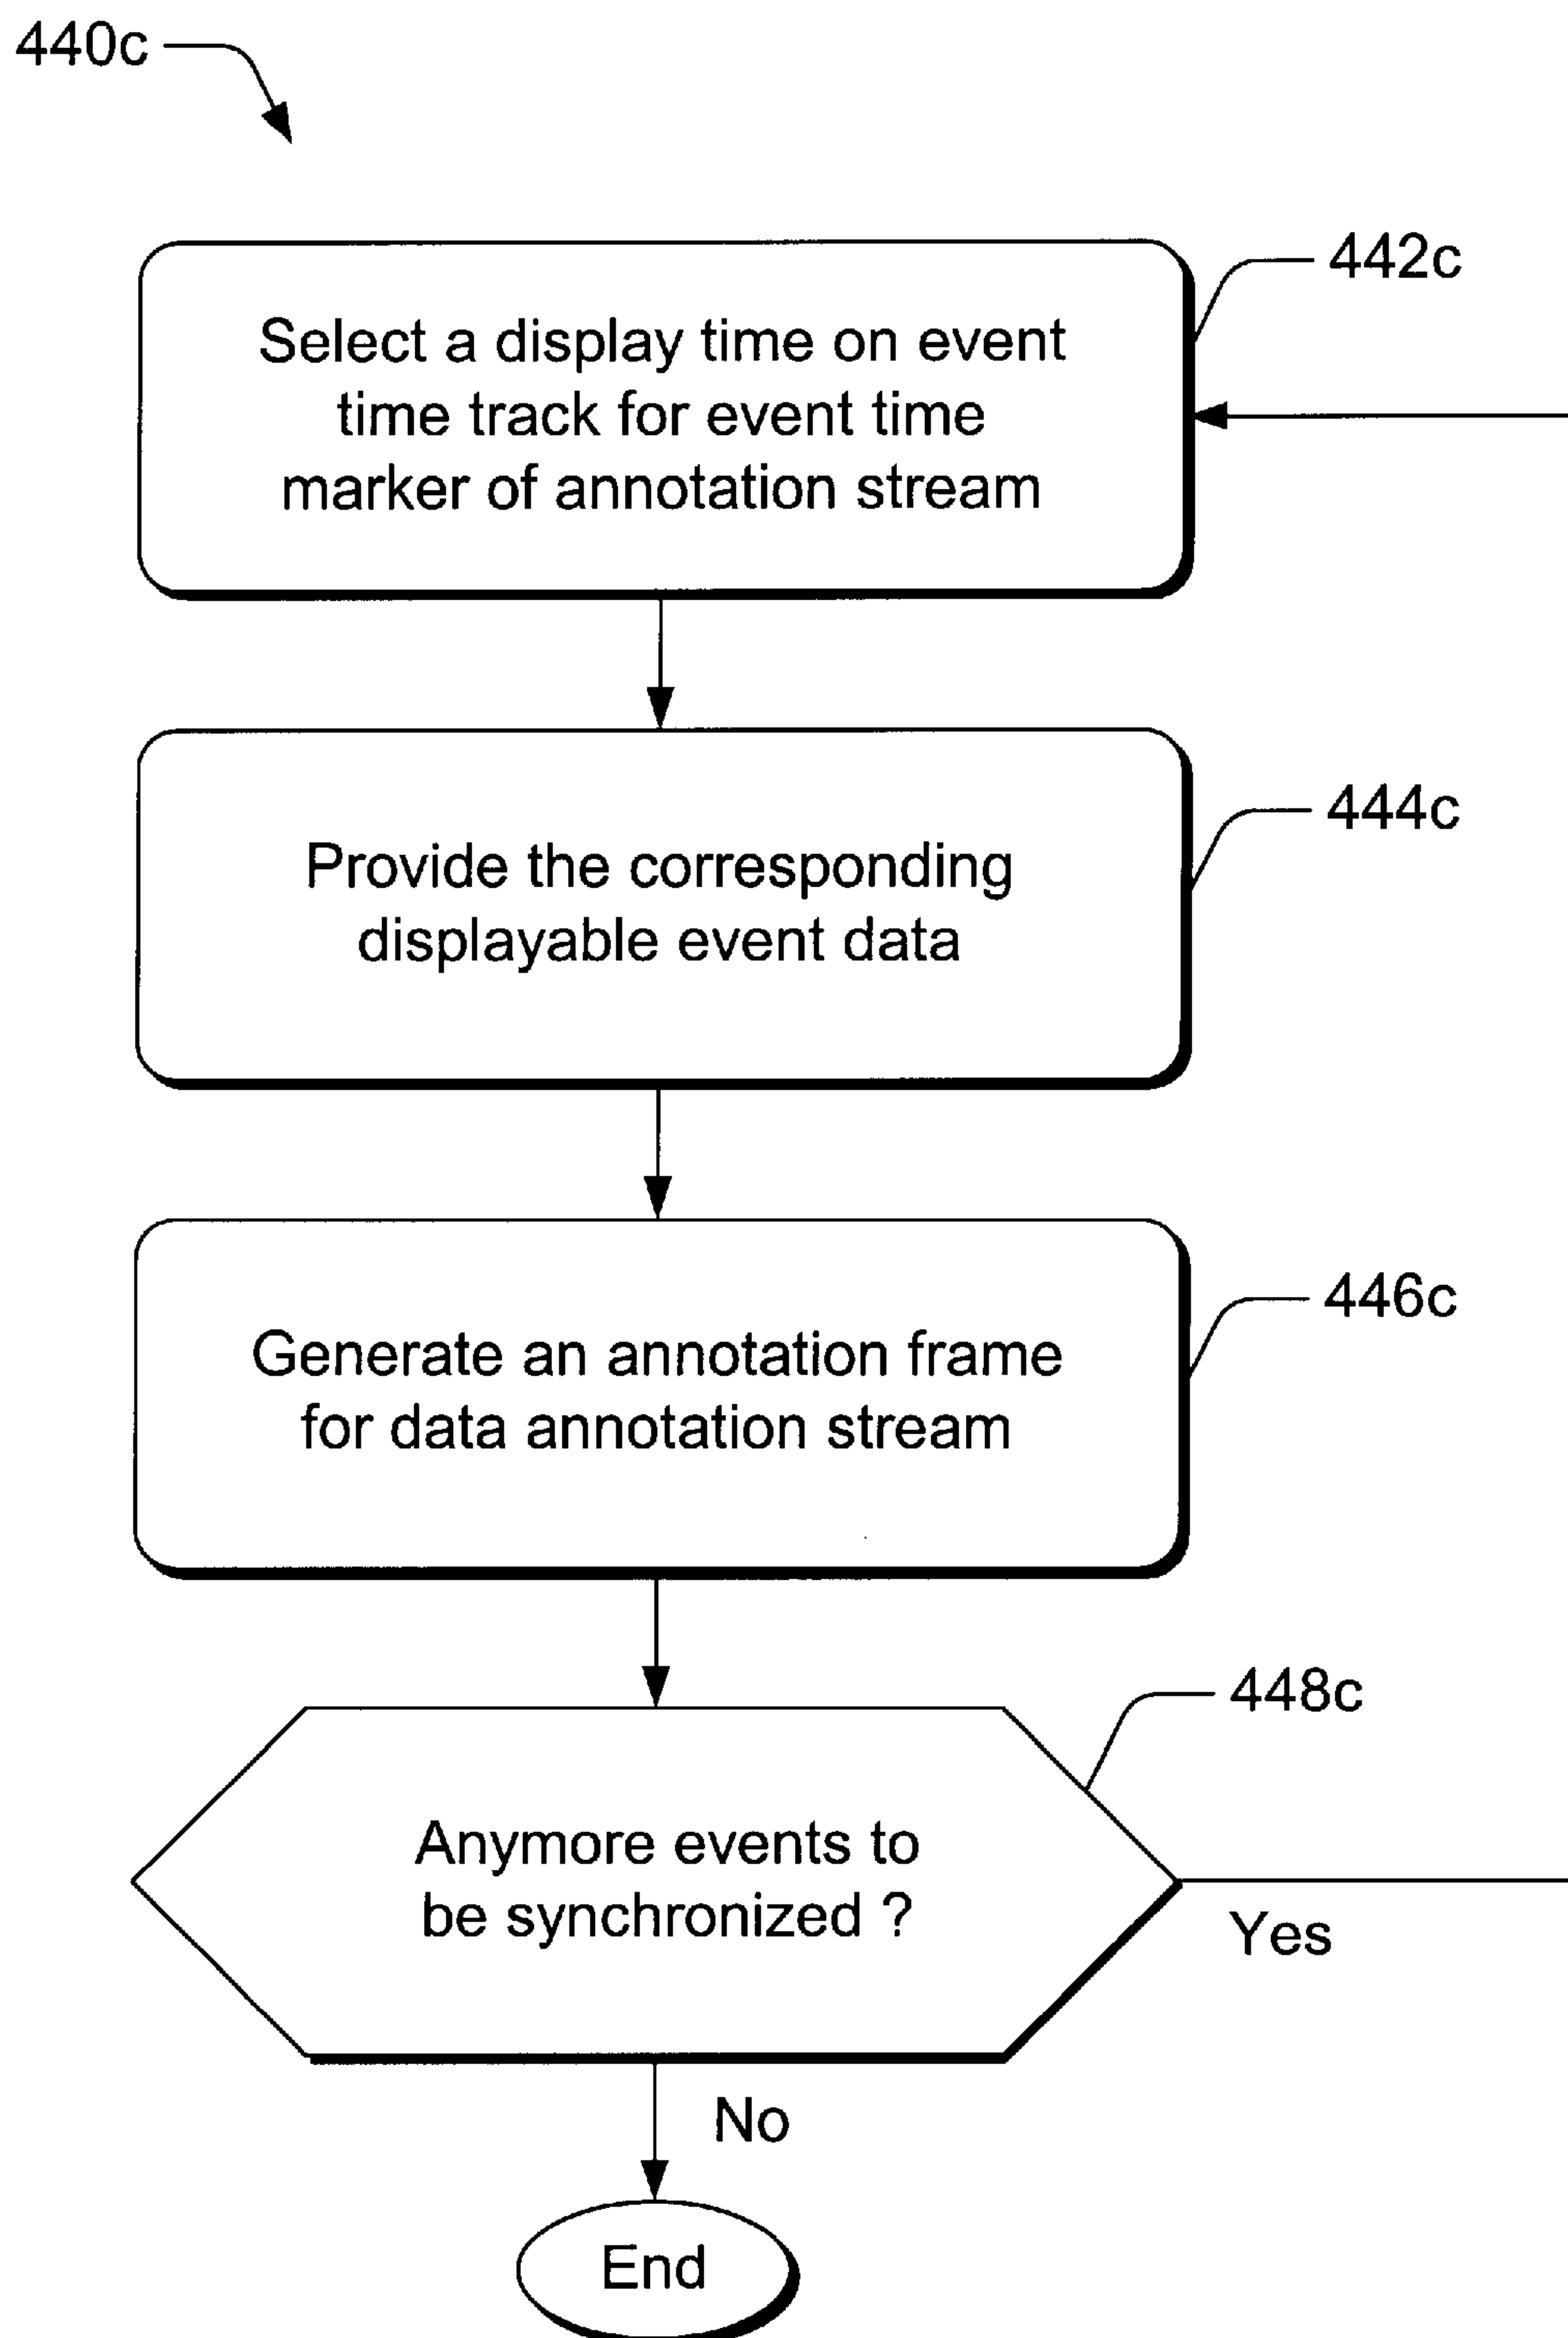 440c
442c
Select a display time on event
time track for event time
marker of annotation stream
444c
Provide the corresponding
displayable event data
446c
Generate an annotation frame
for data annotation stream
448c
Anymore events to
be synchronized ?
Yes
No
End